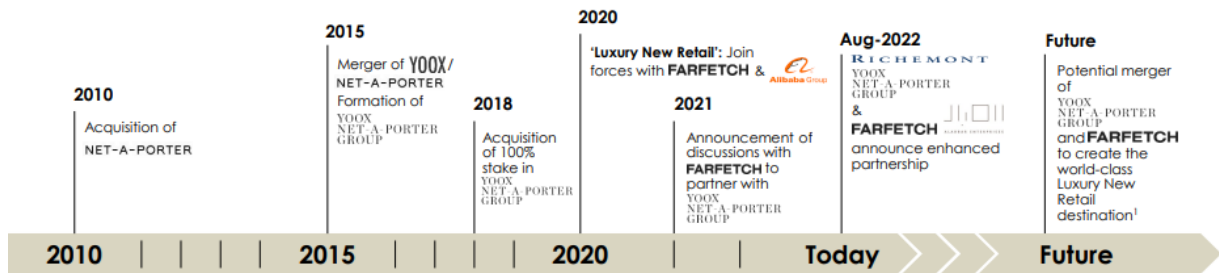 2010
Acquisition of
NET-A-PORTER
2015
Merger of YOOX/
NET-A-PORTER
Formation of
YOOX
NET-A-PORTER
GROUP
2018
Acquisition
of 100%
stake in
YOOX
NET-A-PORTER
GROUP
2020
'Luxury New Retail': Join
forces with FARFETCH & Alibaba Group
2021
Announcement of
discussions with
FARFETCH to
partner with
YOOX
NET-A-PORTER
GROUP
Aug-2022
RICHEMONT
YOOX
NET-A-PORTER
GROUP
&
FARFETCH
announce enhanced
partnership
Future
Potential merger
of
YOOX
NET-A-PORTER
GROUP
and FARFETCH
to create the
world-class
Luxury New
Retail
destination¹
2010 2015 2020 Today Future